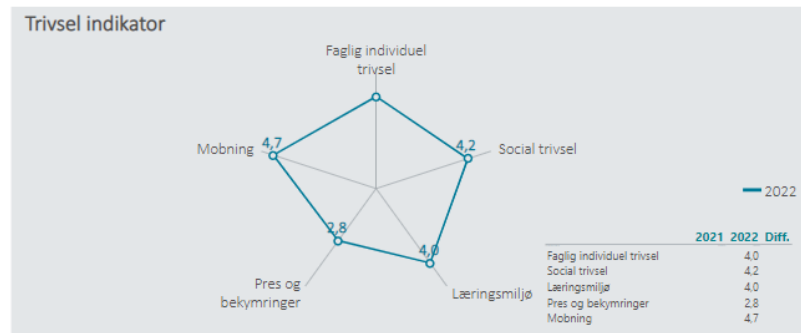 Trivsel indikator
Faglig individuel
trivsel
4,7
Mobning
4,2
Social trivsel
2022
2,8
4,0
Pres og
bekymringer
Læringsmiljø
2021 2022 Diff.
Faglig individuel trivsel 4,0
Social trivsel 4,2
Læringsmiljø 4,0
Pres og bekymringer 2,8
Mobning 4,7